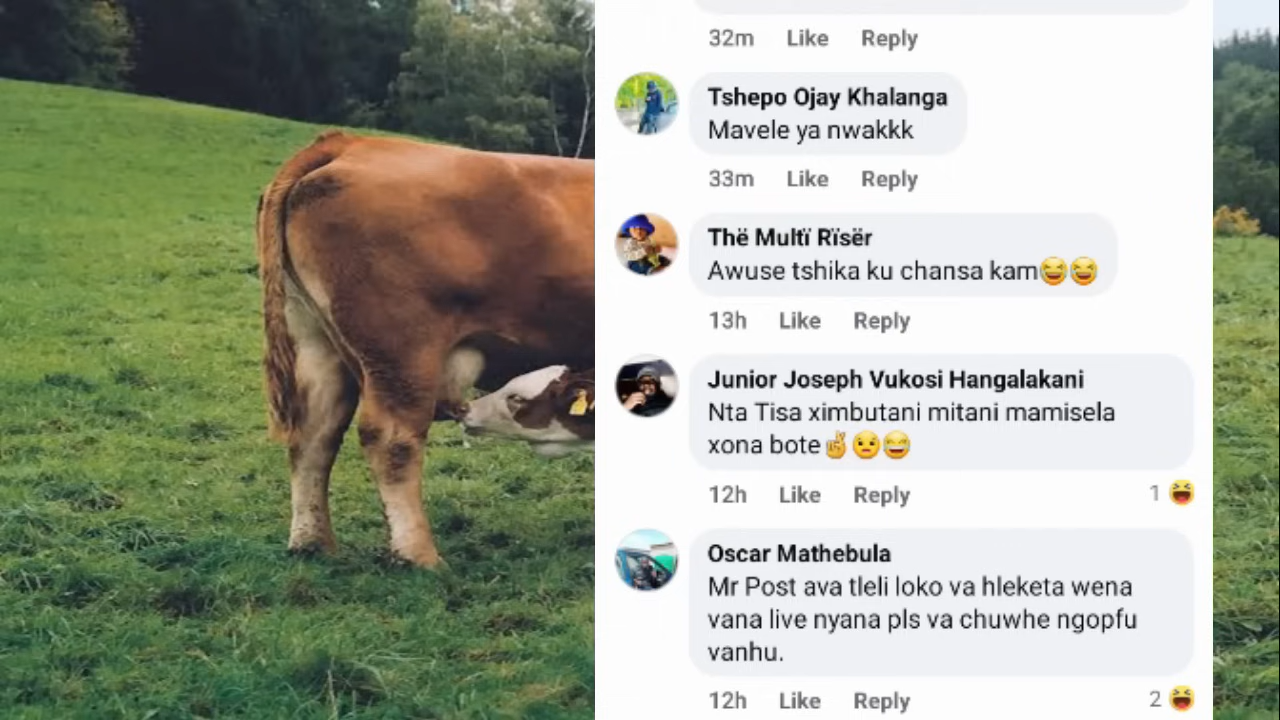 32m Like Reply
Tshepo Ojay Khalanga
Mavele ya nwakkk
33m Like Reply
Thë Multï Rïsër
Awuse tshika ku chansa kam😆😆
13h Like Reply
Junior Joseph Vukosi Hangalakani
Nta Tisa ximbutani mitani mamisela
xona bote✌😉😂
12h Like Reply 1
Oscar Mathebula
Mr Post ava tleli loko va hleketa wena
vana live nyana pls va chuwhe ngopfu
vanhu.
12h Like Reply 2